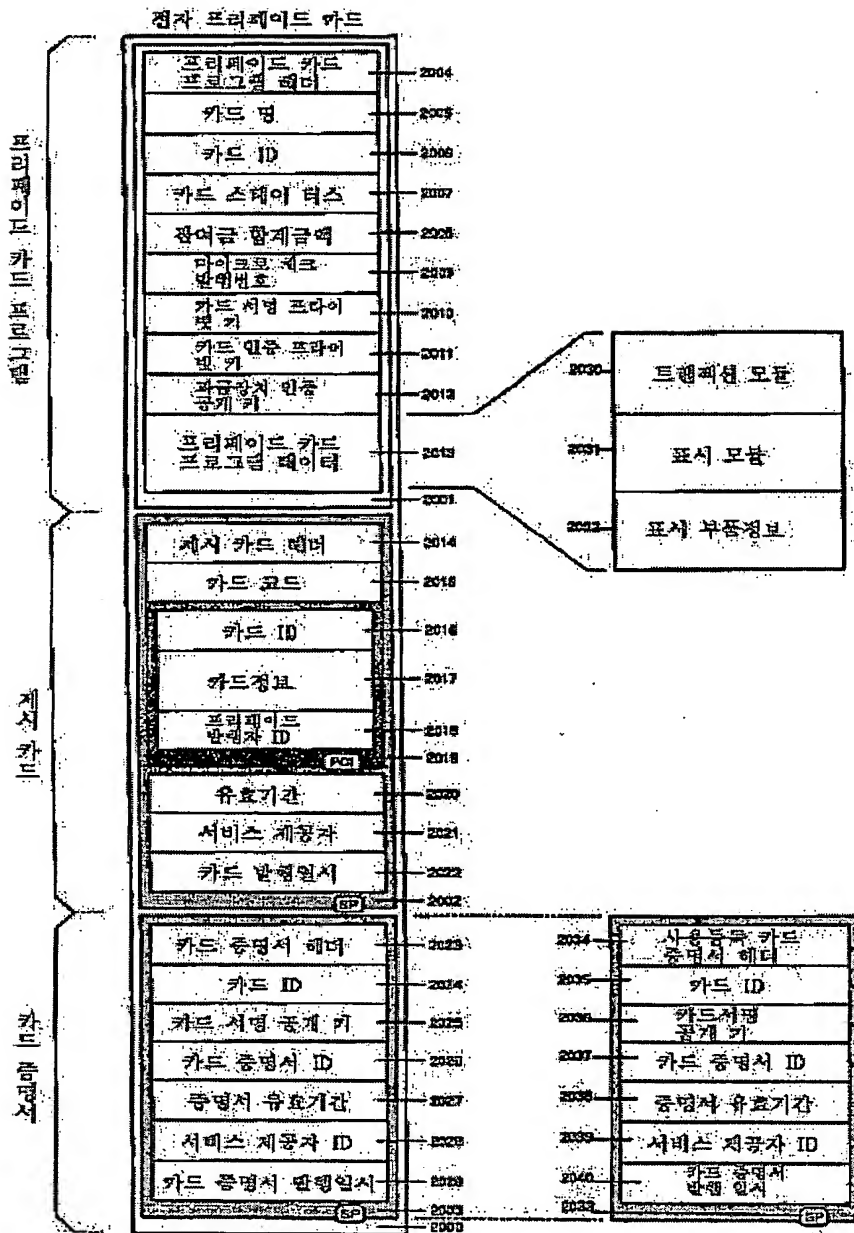 전자 프리페이드 카드
프리페이드 카드 프로그램
프리페이드 카드
프로그램 헤더
2004
카드 명
2005
카드 ID
2006
카드 스테이터스
2007
잔여금 합계금액
2008
마이크로 체크
발행번호
2009
카드 서명 프라이
빗 키
2010
카드 인증 프라이
빗 키
2011
과금장치 인증
공개 키
2012
프리페이드 카드
프로그램 데이터
2013
2001
2030
트랜잭션 모듈
2031
표시 모듈
2032
표시 부품정보
제시 카드
제시 카드 헤더
2014
카드 코드
2015
카드 ID
2016
카드정보
2017
프리페이드
발행자 ID
2018
PCI
2019
유효기간
2020
서비스 제공자
2021
카드 발행일시
2022
SP
2002
카드 증명서
카드 증명서 헤더
2023
카드 ID
2024
카드 서명 공개 키
2025
카드 증명서 ID
2026
증명서 유효기간
2027
서비스 제공자 ID
2028
카드 증명서 발행일시
2029
SP
2003
2000
2034
사용등록 카드
증명서 헤더
2035
카드 ID
2036
카드서명
공개 키
2037
카드 증명서 ID
2038
증명서 유효기간
2039
서비스 제공자 ID
2040
카드 증명서
발행 일시
2033
SP